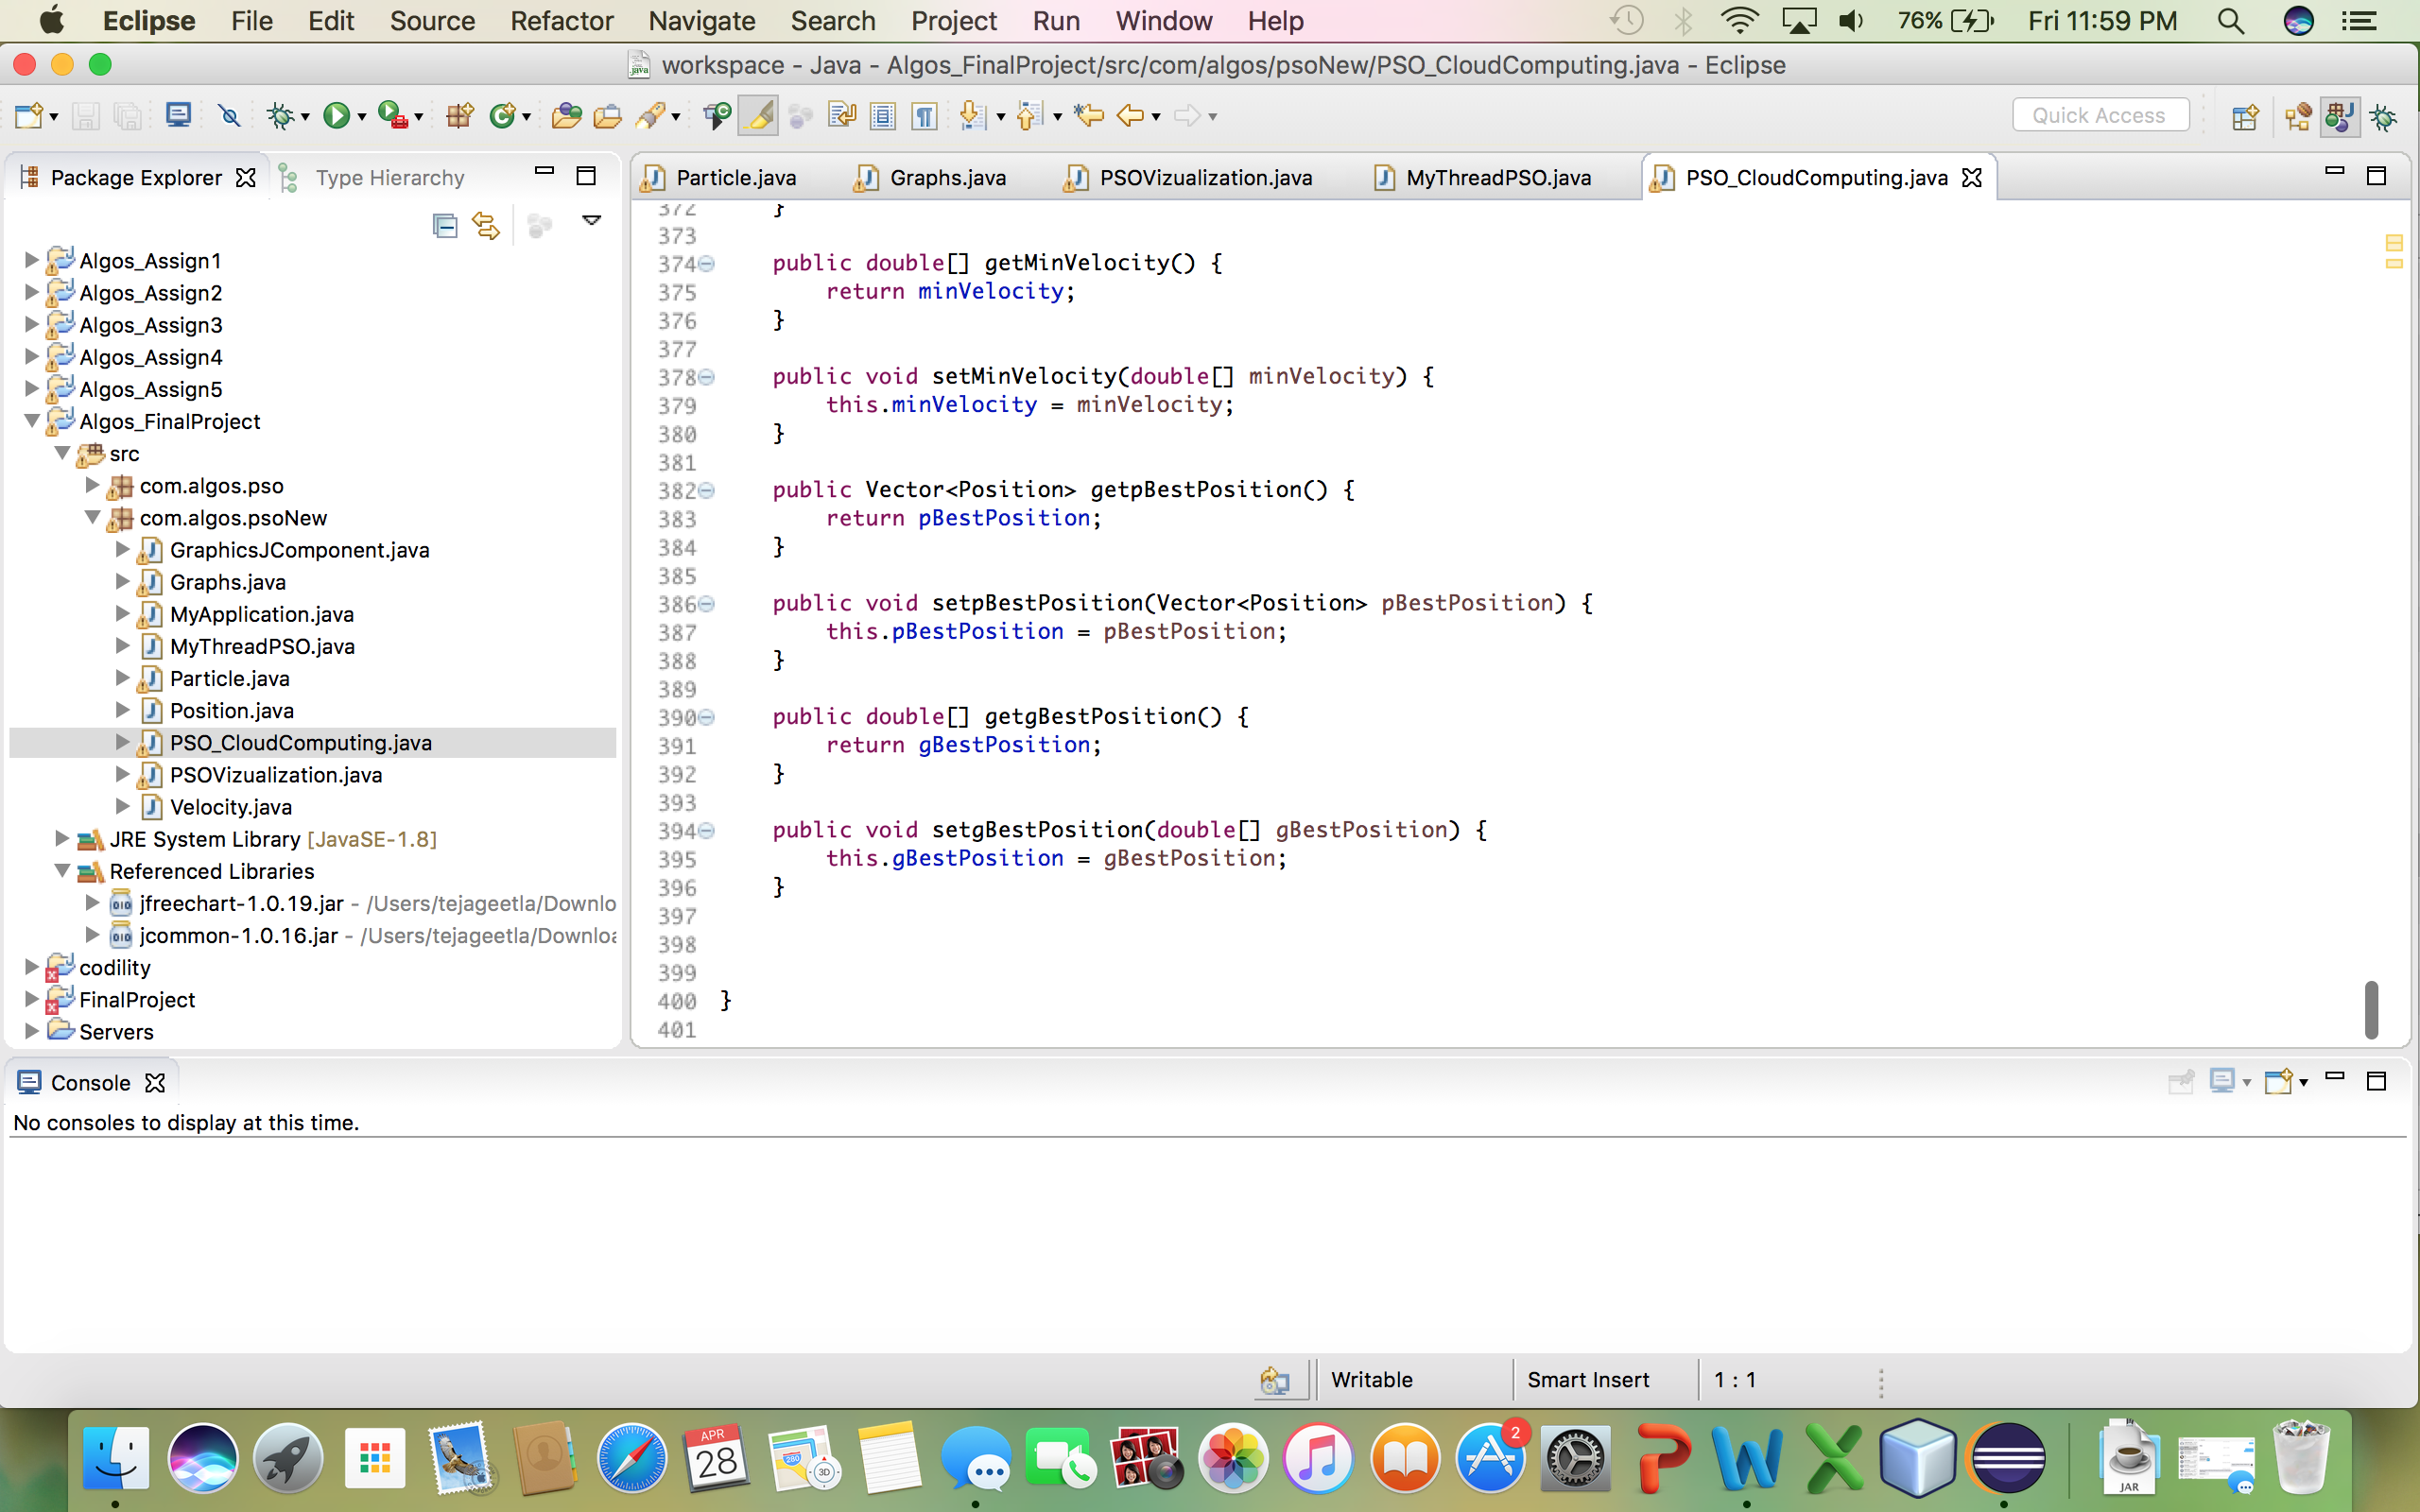 Eclipse File Edit Source Refactor Navigate Search Project Run Window Help 76% Fri 11:59 PM
workspace - Java - Algos_FinalProject/src/com/algos/psoNew/PSO_CloudComputing.java - Eclipse
Quick Access
Package Explorer Type Hierarchy
Algos_Assign1
Algos_Assign2
Algos_Assign3
Algos_Assign4
Algos_Assign5
Algos_FinalProject
src
com.algos.pso
com.algos.psoNew
GraphicsJComponent.java
Graphs.java
MyApplication.java
MyThreadPSO.java
Particle.java
Position.java
PSO_CloudComputing.java
PSOVizualization.java
Velocity.java
JRE System Library [JavaSE-1.8]
Referenced Libraries
jfreechart-1.0.19.jar - /Users/tejageetla/Downlo
jcommon-1.0.16.jar - /Users/tejageetla/Downloa
codility
FinalProject
Servers
Particle.java Graphs.java PSOVizualization.java MyThreadPSO.java PSO_CloudComputing.java
372 }
373
374 public double[] getMinVelocity() {
375 return minVelocity;
376 }
377
378 public void setMinVelocity(double[] minVelocity) {
379 this.minVelocity = minVelocity;
380 }
381
382 public Vector<Position> getpBestPosition() {
383 return pBestPosition;
384 }
385
386 public void setpBestPosition(Vector<Position> pBestPosition) {
387 this.pBestPosition = pBestPosition;
388 }
389
390 public double[] getgBestPosition() {
391 return gBestPosition;
392 }
393
394 public void setgBestPosition(double[] gBestPosition) {
395 this.gBestPosition = gBestPosition;
396 }
397
398
399
400 }
401
Console
No consoles to display at this time.
Writable Smart Insert 1 : 1
APR
28
280
3D
2
JAR